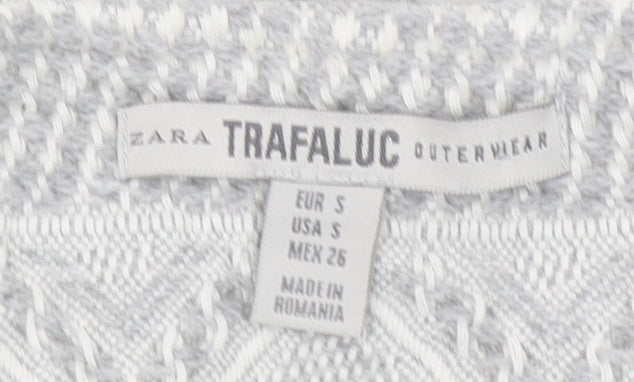 ZARA TRAFALUC OUTERWEAR
EUR S
USA S
MEX 26
MADE IN
ROMANIA